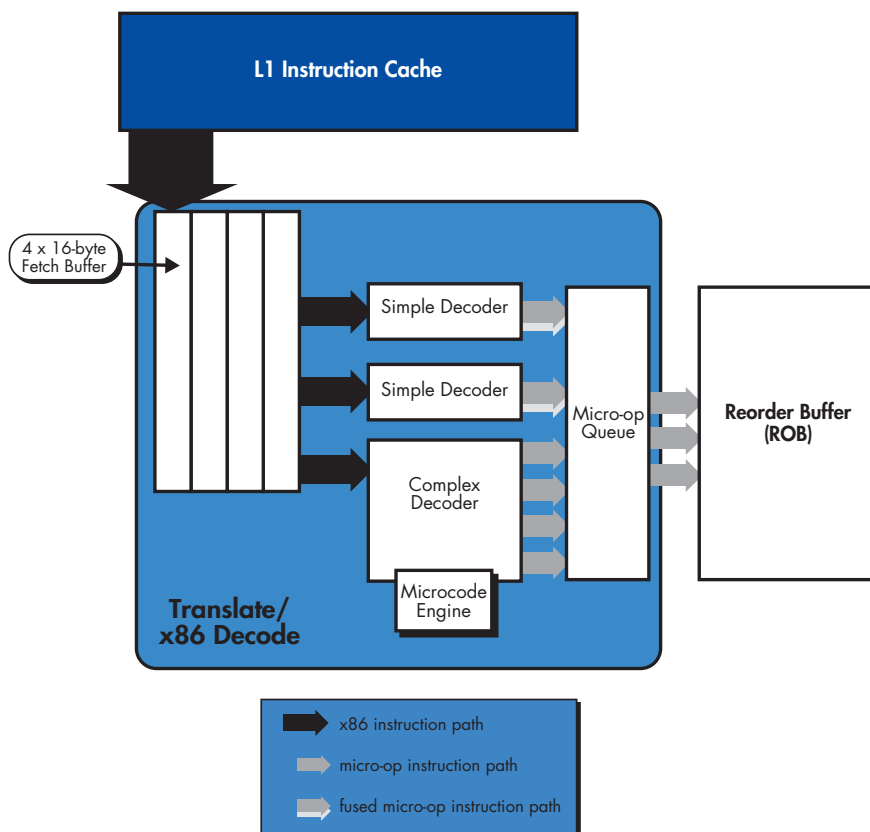 L1 Instruction Cache
4 x 16-byte
Fetch Buffer
Simple Decoder
Simple Decoder
Complex
Decoder
Microcode
Engine
Micro-op
Queue
Reorder Buffer
(ROB)
Translate/
x86 Decode
x86 instruction path
micro-op instruction path
fused micro-op instruction path